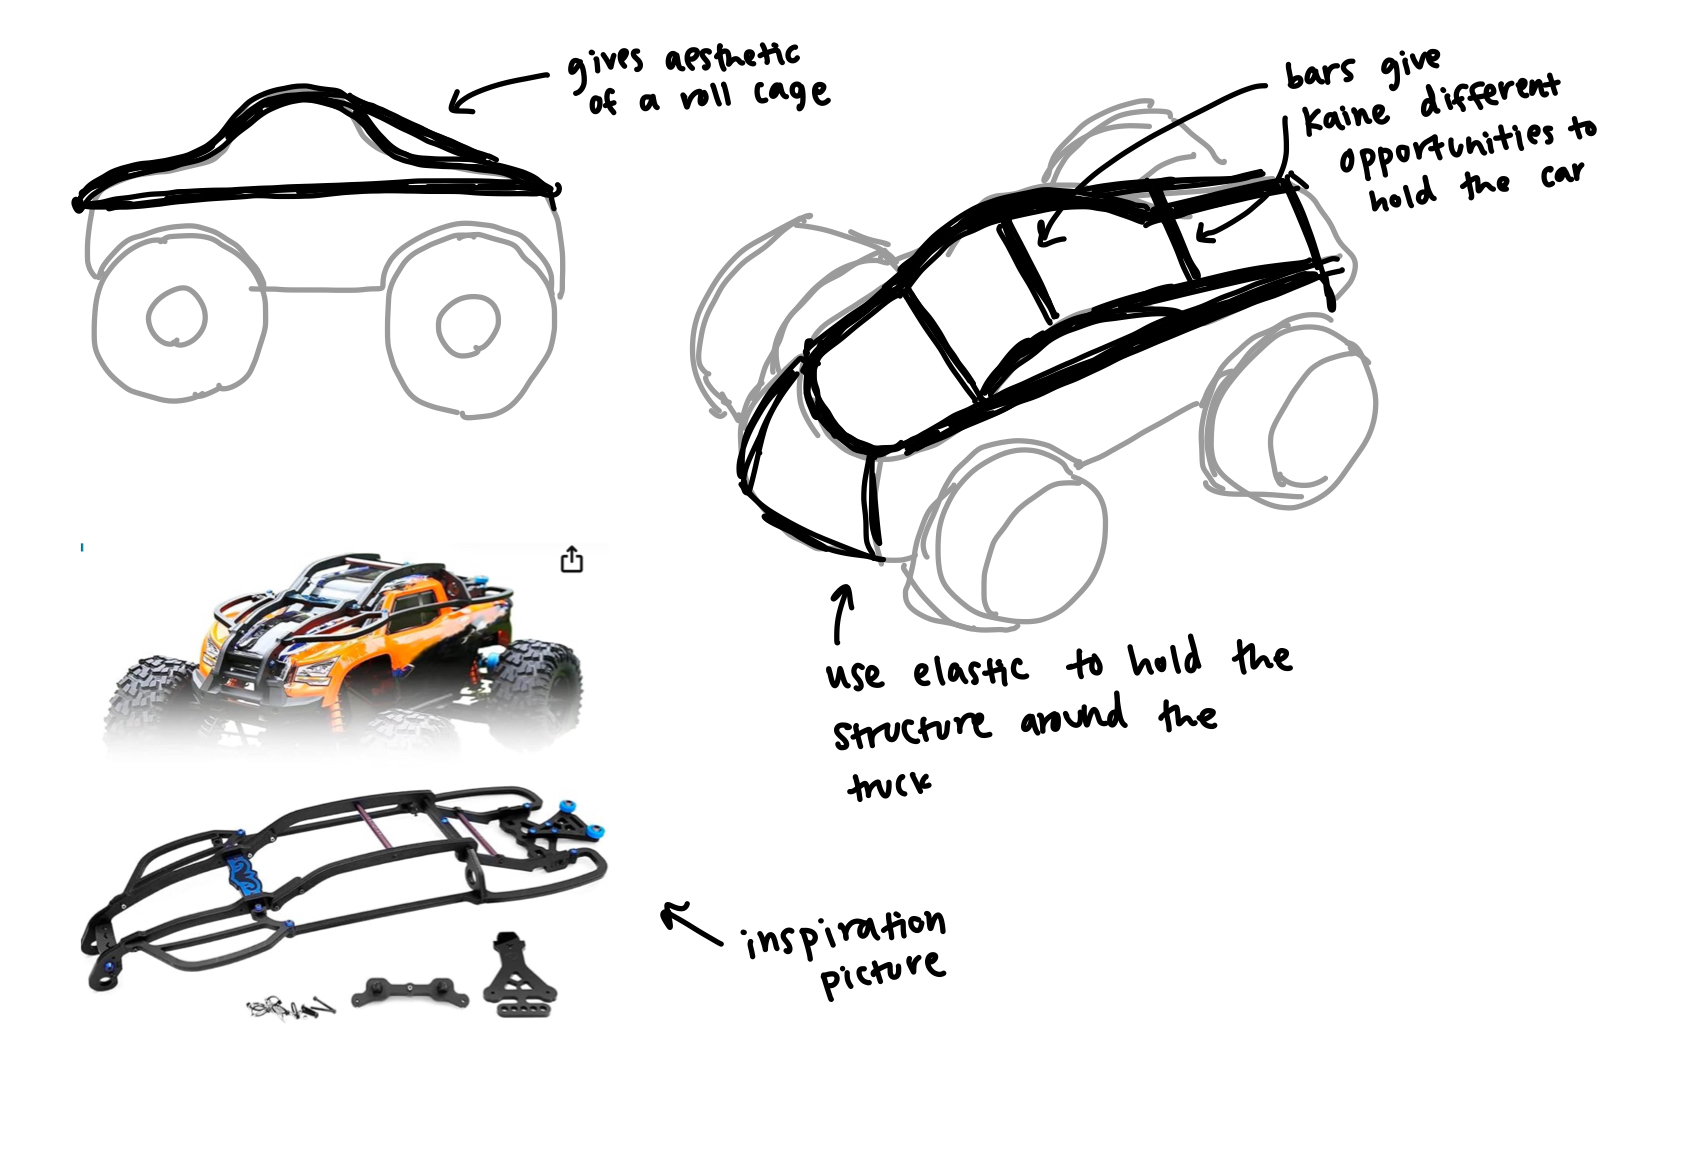 gives aesthetic
of a roll cage
bars give
Kaine different
opportunities to
hold the car
use elastic to hold the
structure around the
truck
inspiration
picture